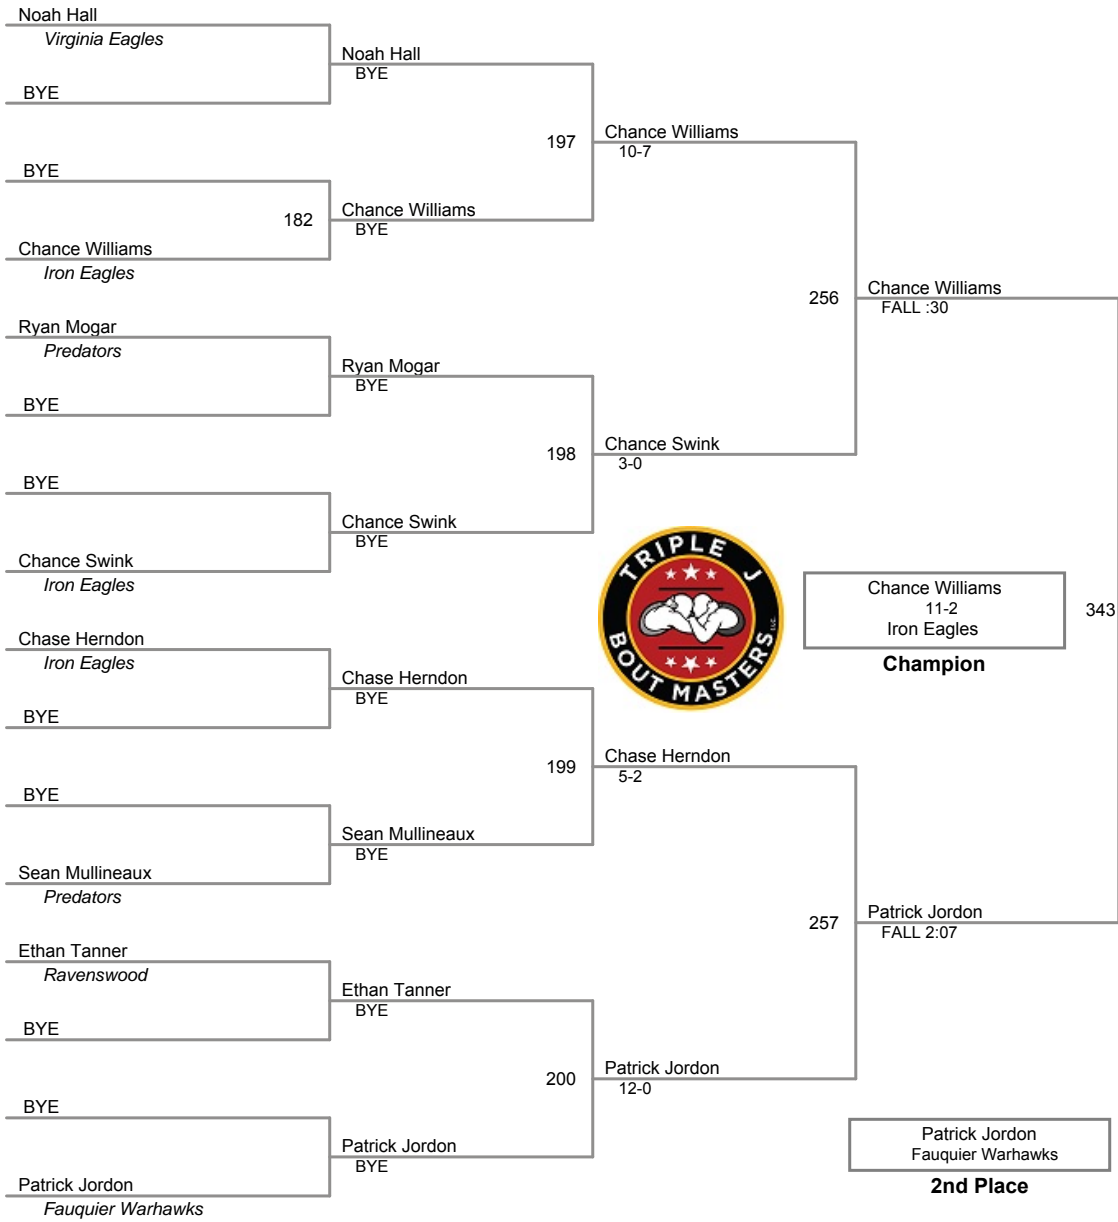 Noah Hall
Virginia Eagles
Noah Hall
BYE
BYE
197
Chance Williams
10-7
BYE
182
Chance Williams
BYE
Chance Williams
Iron Eagles
256
Chance Williams
FALL :30
Ryan Mogar
Predators
Ryan Mogar
BYE
BYE
198
Chance Swink
3-0
BYE
Chance Swink
BYE
Chance Swink
Iron Eagles
TRIPLE J
BOUT MASTERS LLC.
Chance Williams
11-2
Iron Eagles
343
Champion
Chase Herndon
Iron Eagles
Chase Herndon
BYE
BYE
199
Chase Herndon
5-2
BYE
Sean Mullineaux
BYE
Sean Mullineaux
Predators
257
Patrick Jordon
FALL 2:07
Ethan Tanner
Ravenswood
Ethan Tanner
BYE
BYE
200
Patrick Jordon
12-0
BYE
Patrick Jordon
BYE
Patrick Jordon
Fauquier Warhawks
Patrick Jordon
Fauquier Warhawks
2nd Place